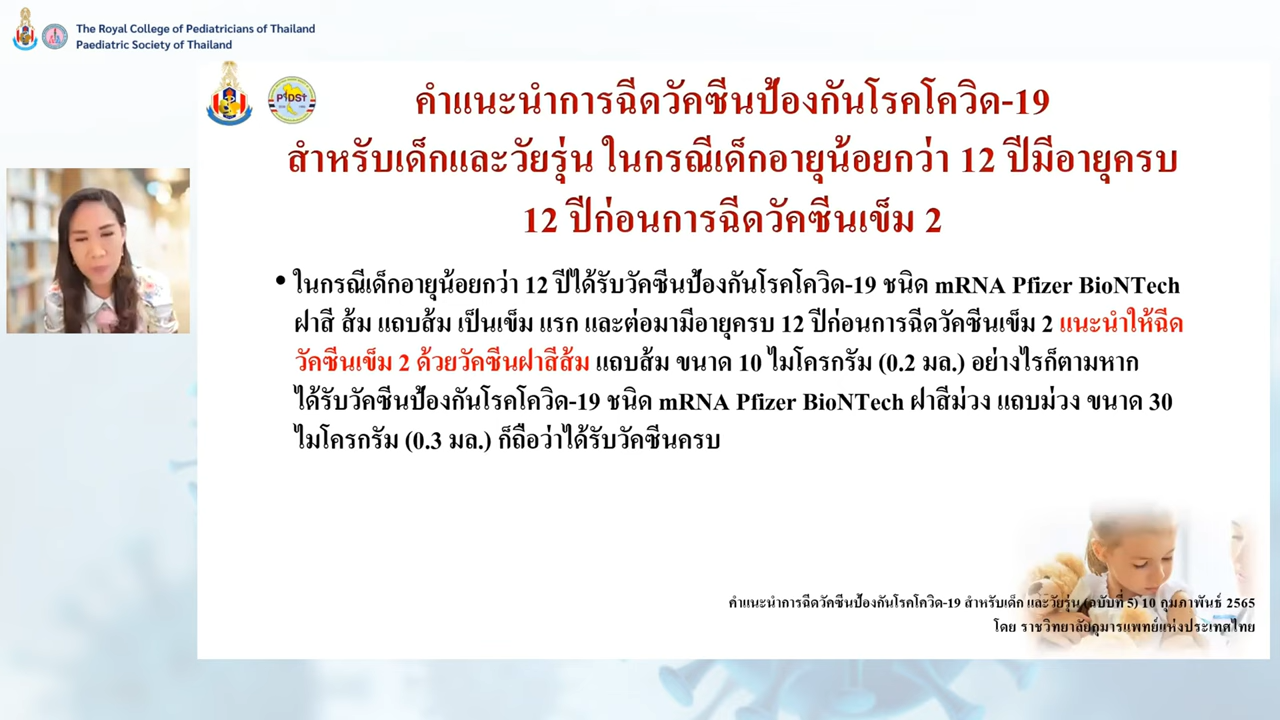 The Royal College of Pediatricians of Thailand
Paediatric Society of Thailand
PIDST
คำแนะนำการฉีดวัคซีนป้องกันโรคโควิด-19
สำหรับเด็กและวัยรุ่น ในกรณีเด็กอายุน้อยกว่า 12 ปีมีอายุครบ
12 ปีก่อนการฉีดวัคซีนเข็ม 2
• ในกรณีเด็กอายุน้อยกว่า 12 ปีได้รับวัคซีนป้องกันโรคโควิด-19 ชนิด mRNA Pfizer BioNTech
ฝาสี ส้ม แถบส้ม เป็นเข็ม แรก และต่อมามีอายุครบ 12 ปีก่อนการฉีดวัคซีนเข็ม 2 แนะนำให้ฉีด
วัคซีนเข็ม 2 ด้วยวัคซีนฝาสีส้ม แถบส้ม ขนาด 10 ไมโครกรัม (0.2 มล.) อย่างไรก็ตามหาก
ได้รับวัคซีนป้องกันโรคโควิด-19 ชนิด mRNA Pfizer BioNTech ฝาสีม่วง แถบม่วง ขนาด 30
ไมโครกรัม (0.3 มล.) ก็ถือว่าได้รับวัคซีนครบ
คำแนะนำการฉีดวัคซีนป้องกันโรคโควิด-19 สำหรับเด็ก และวัยรุ่น (ฉบับที่ 5) 10 กุมภาพันธ์ 2565
โดย ราชวิทยาลัยกุมารแพทย์แห่งประเทศไทย